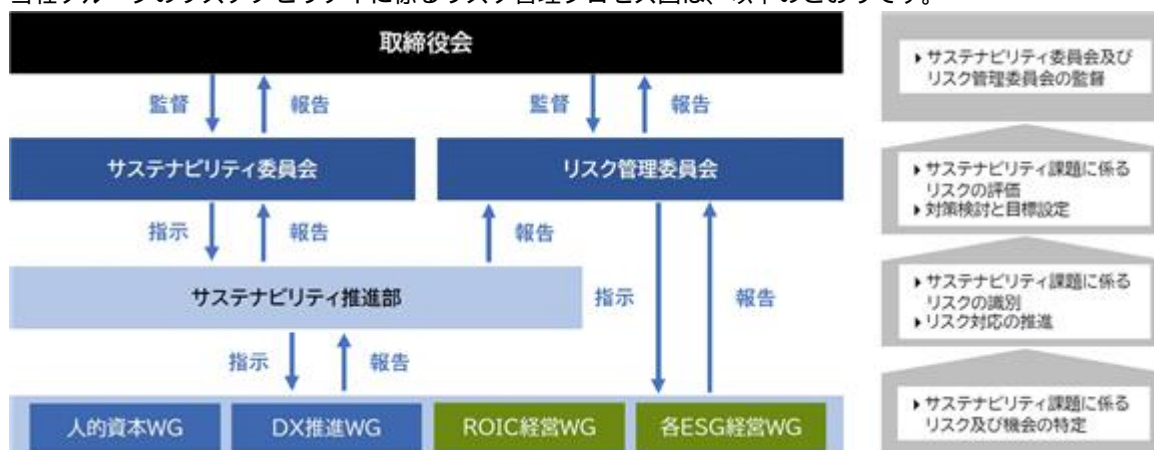 当社グループのサステナビリティに係るリスク管理プロセス図は、以下のとおりです。
取締役会
監督 報告 監督 報告
サステナビリティ委員会 リスク管理委員会
指示 報告 報告
サステナビリティ推進部 指示 報告
指示 報告
人的資本WG DX推進WG ROIC経営WG 各ESG経営WG
サステナビリティ委員会及び
リスク管理委員会の監督
サステナビリティ課題に係る
リスクの評価
対策検討と目標設定
サステナビリティ課題に係る
リスクの識別
リスク対応の推進
サステナビリティ課題に係る
リスク及び機会の特定